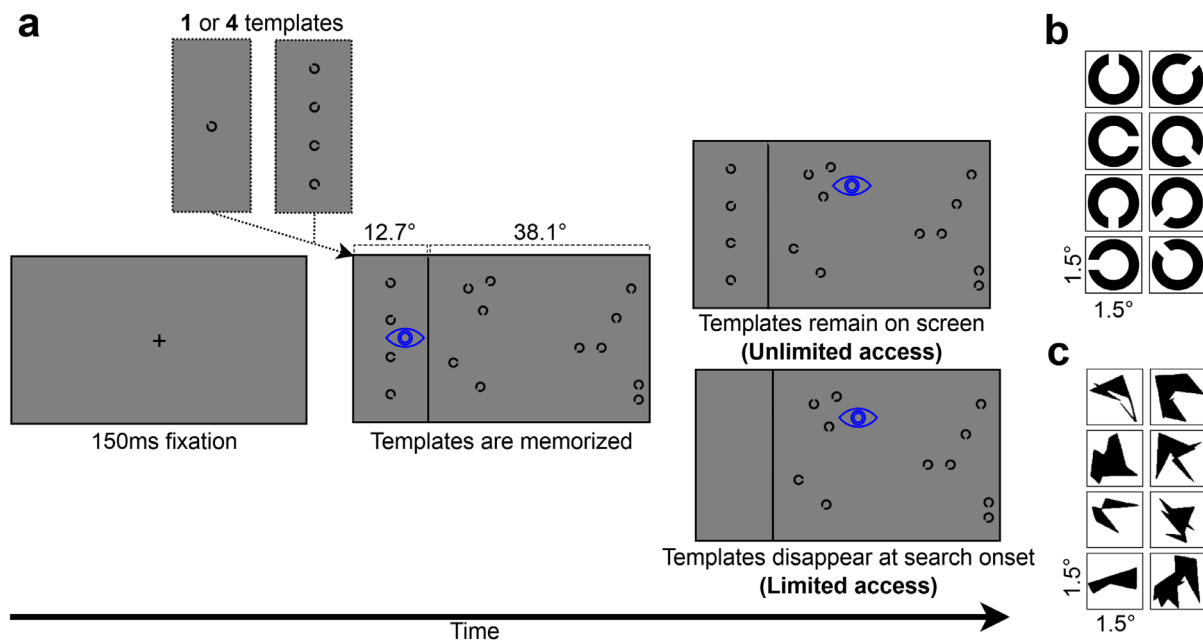 a
1 or 4 templates
12.7°
38.1°
150ms fixation
Templates are memorized
Templates remain on screen
(Unlimited access)
Templates disappear at search onset
(Limited access)
Time
b
1.5°
1.5°
c
1.5°
1.5°